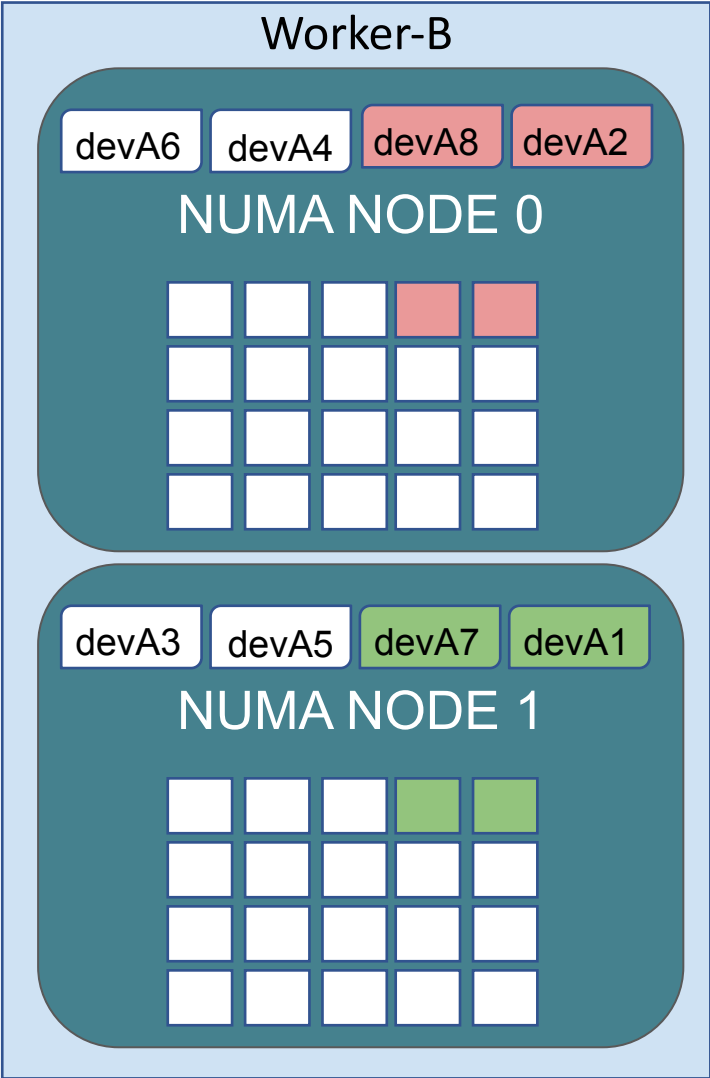 Worker-B
devA6 devA4 devA8 devA2
NUMA NODE 0
devA3 devA5 devA7 devA1
NUMA NODE 1